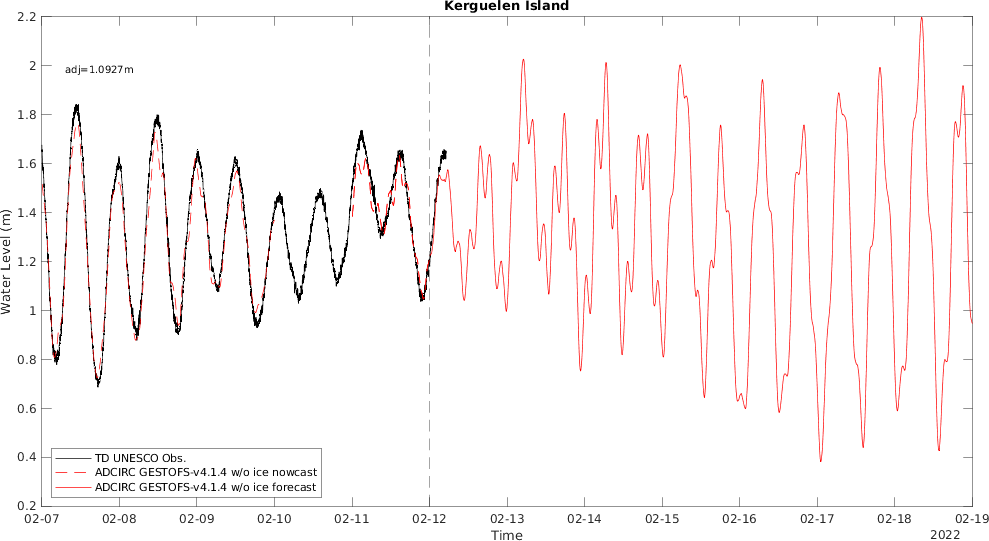 Kerguelen Island
adj=1.0927m
2.2
2
1.8
1.6
1.4
1.2
1
0.8
0.6
0.4
0.2
Water Level (m)
TD UNESCO Obs.
ADCIRC GESTOFS-v4.1.4 w/o ice nowcast
ADCIRC GESTOFS-v4.1.4 w/o ice forecast
02-07 02-08 02-09 02-10 02-11 02-12 02-13 02-14 02-15 02-16 02-17 02-18 02-19
Time
2022